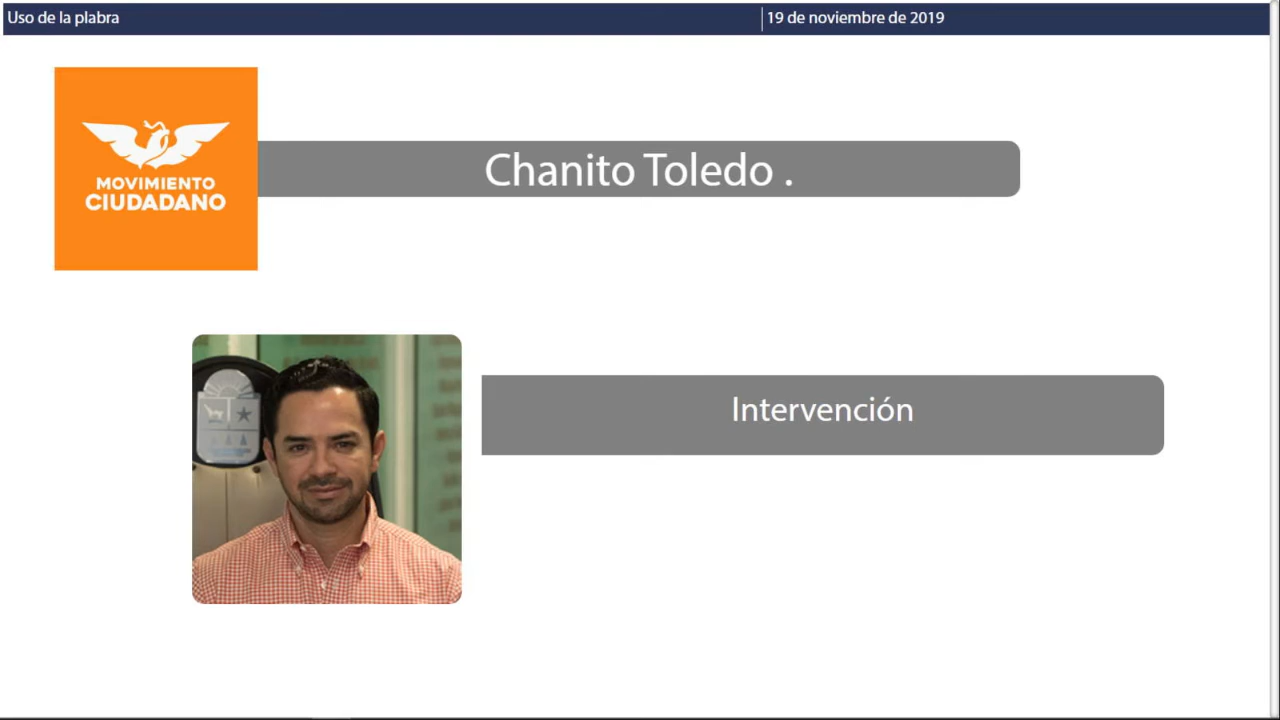 Uso de la plabra
19 de noviembre de 2019
MOVIMIENTO
CIUDADANO
Chanito Toledo .
Intervención